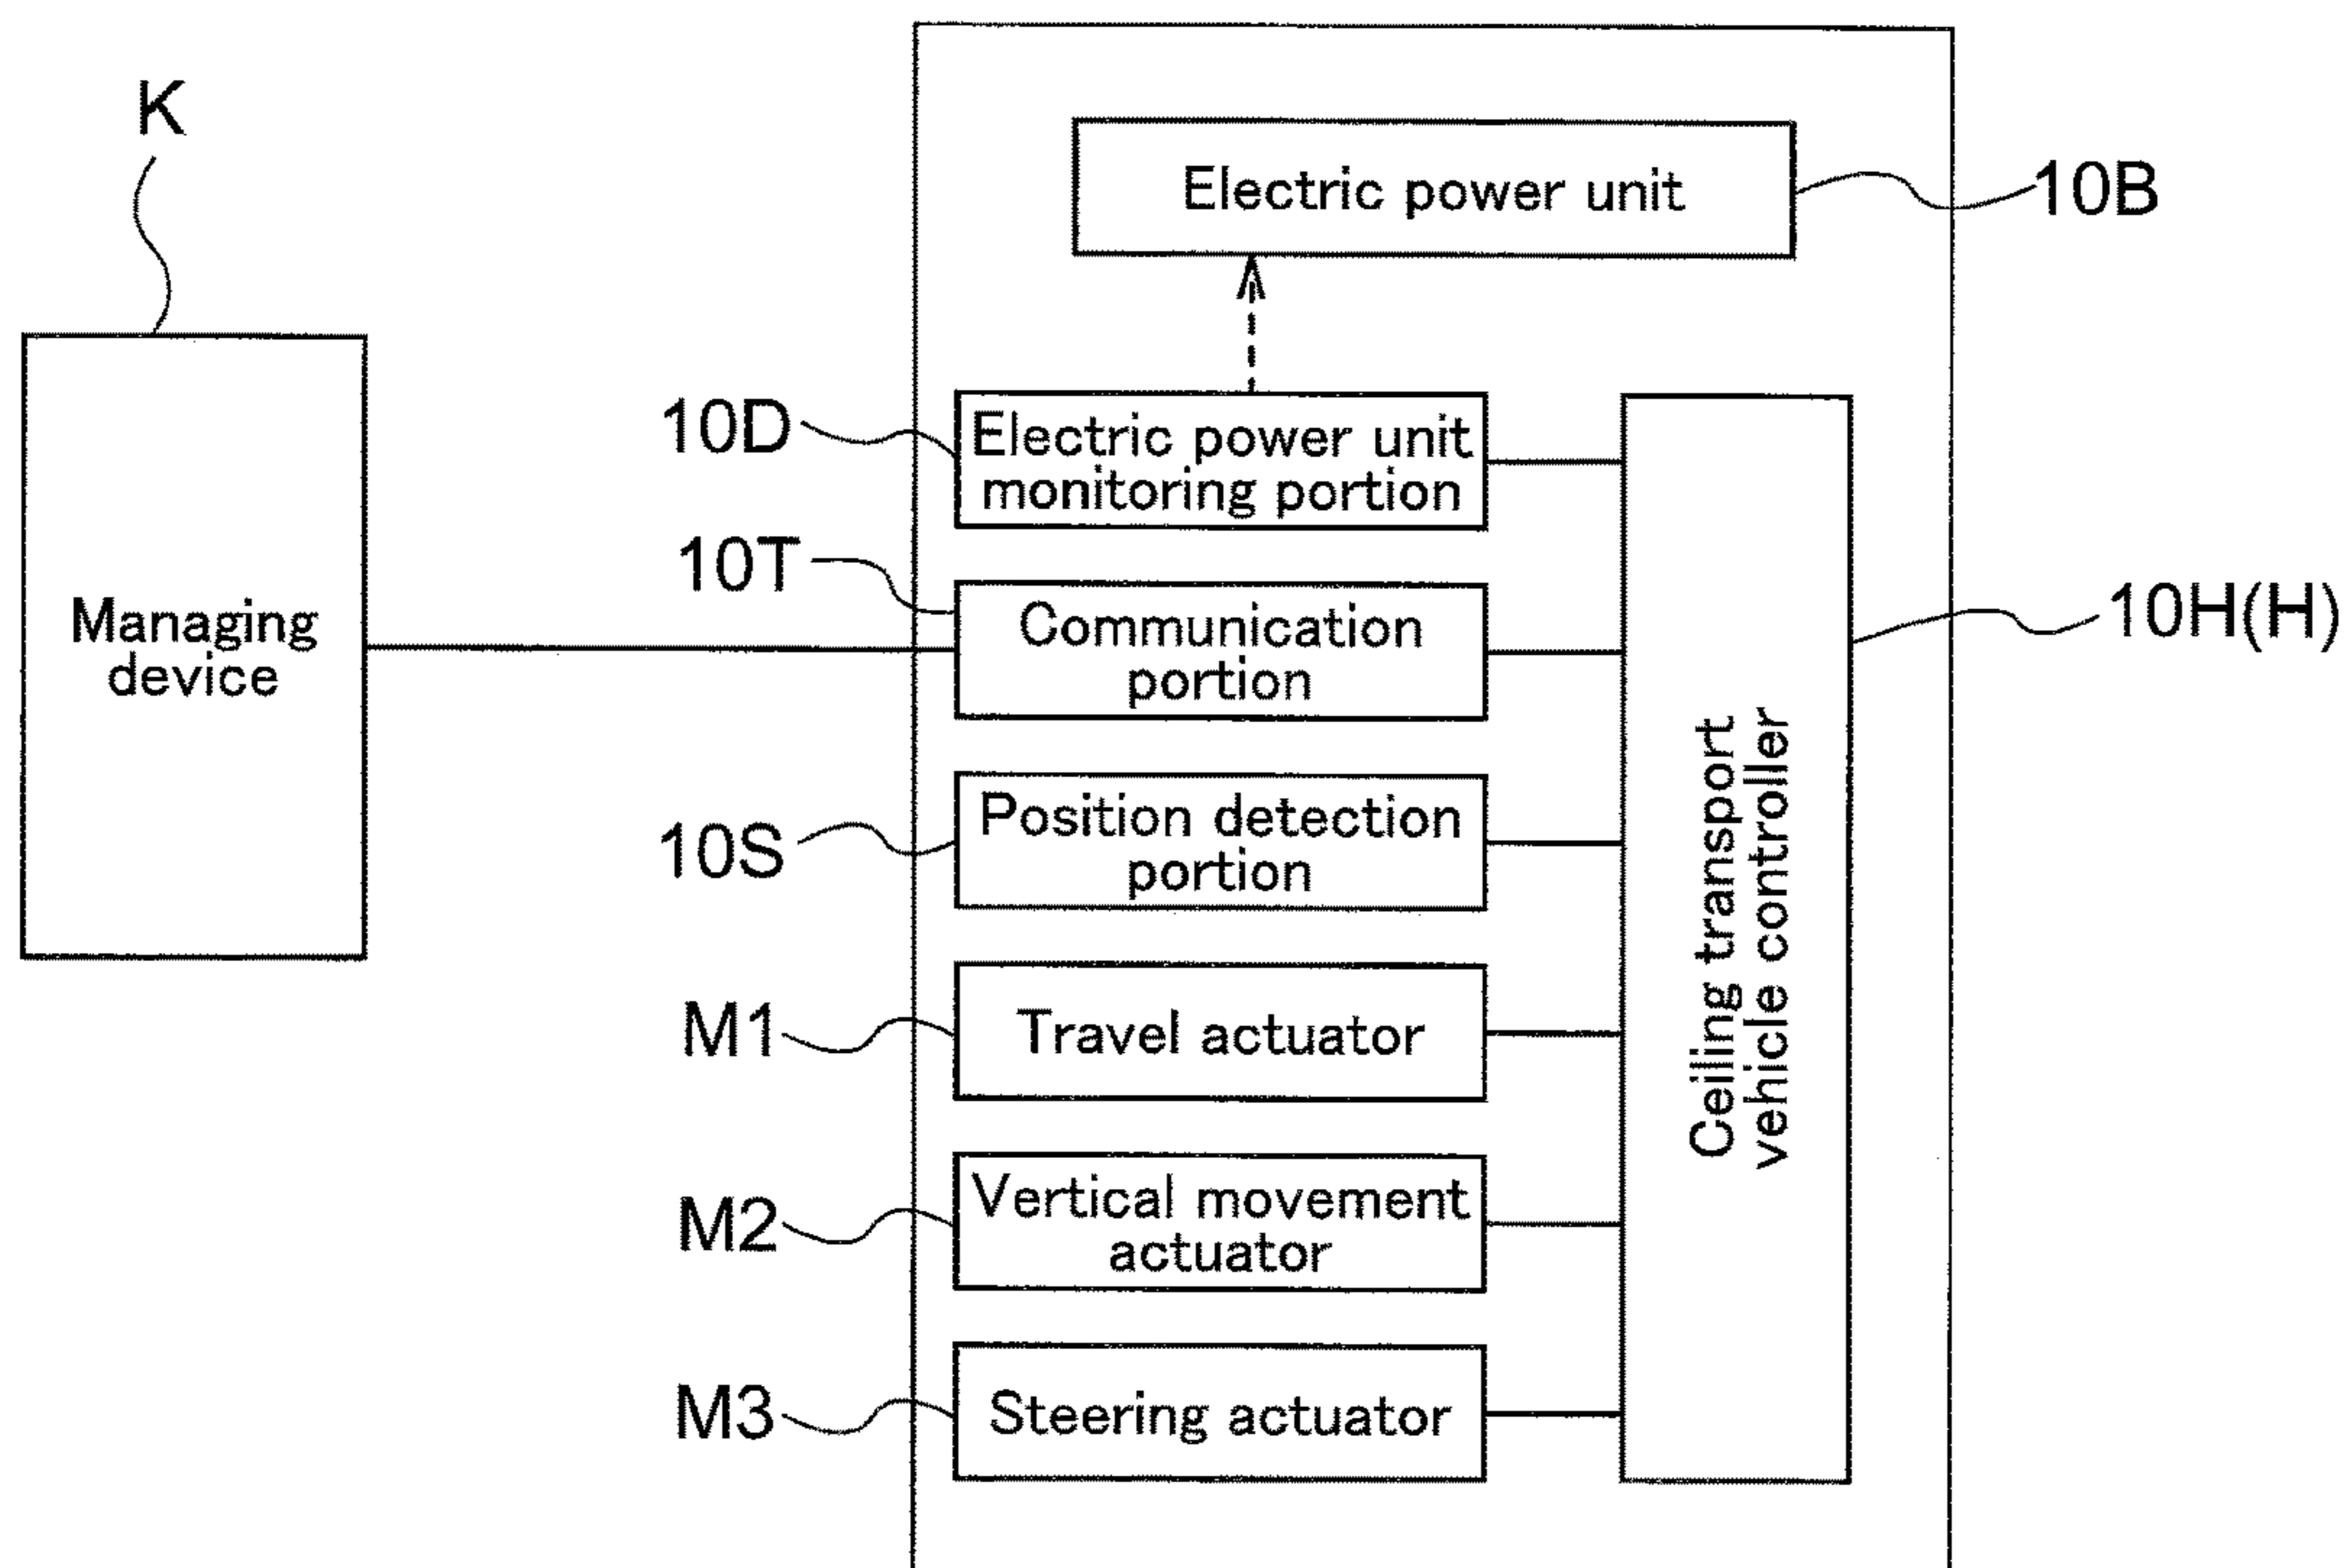 K
Electric power unit
10B
10D
Electric power unit
monitoring portion
10T
Communication
portion
10H(H)
Managing
device
10S
Position detection
portion
Ceiling transport
vehicle controller
M1
Travel actuator
M2
Vertical movement
actuator
M3
Steering actuator